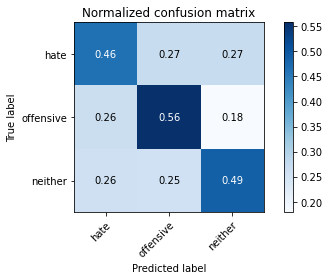 Normalized confusion matrix
True label
hate
offensive
neither
0.46 0.27 0.27
0.26 0.56 0.18
0.26 0.25 0.49
hate
offensive
neither
Predicted label
0.55
0.50
0.45
0.40
0.35
0.30
0.25
0.20